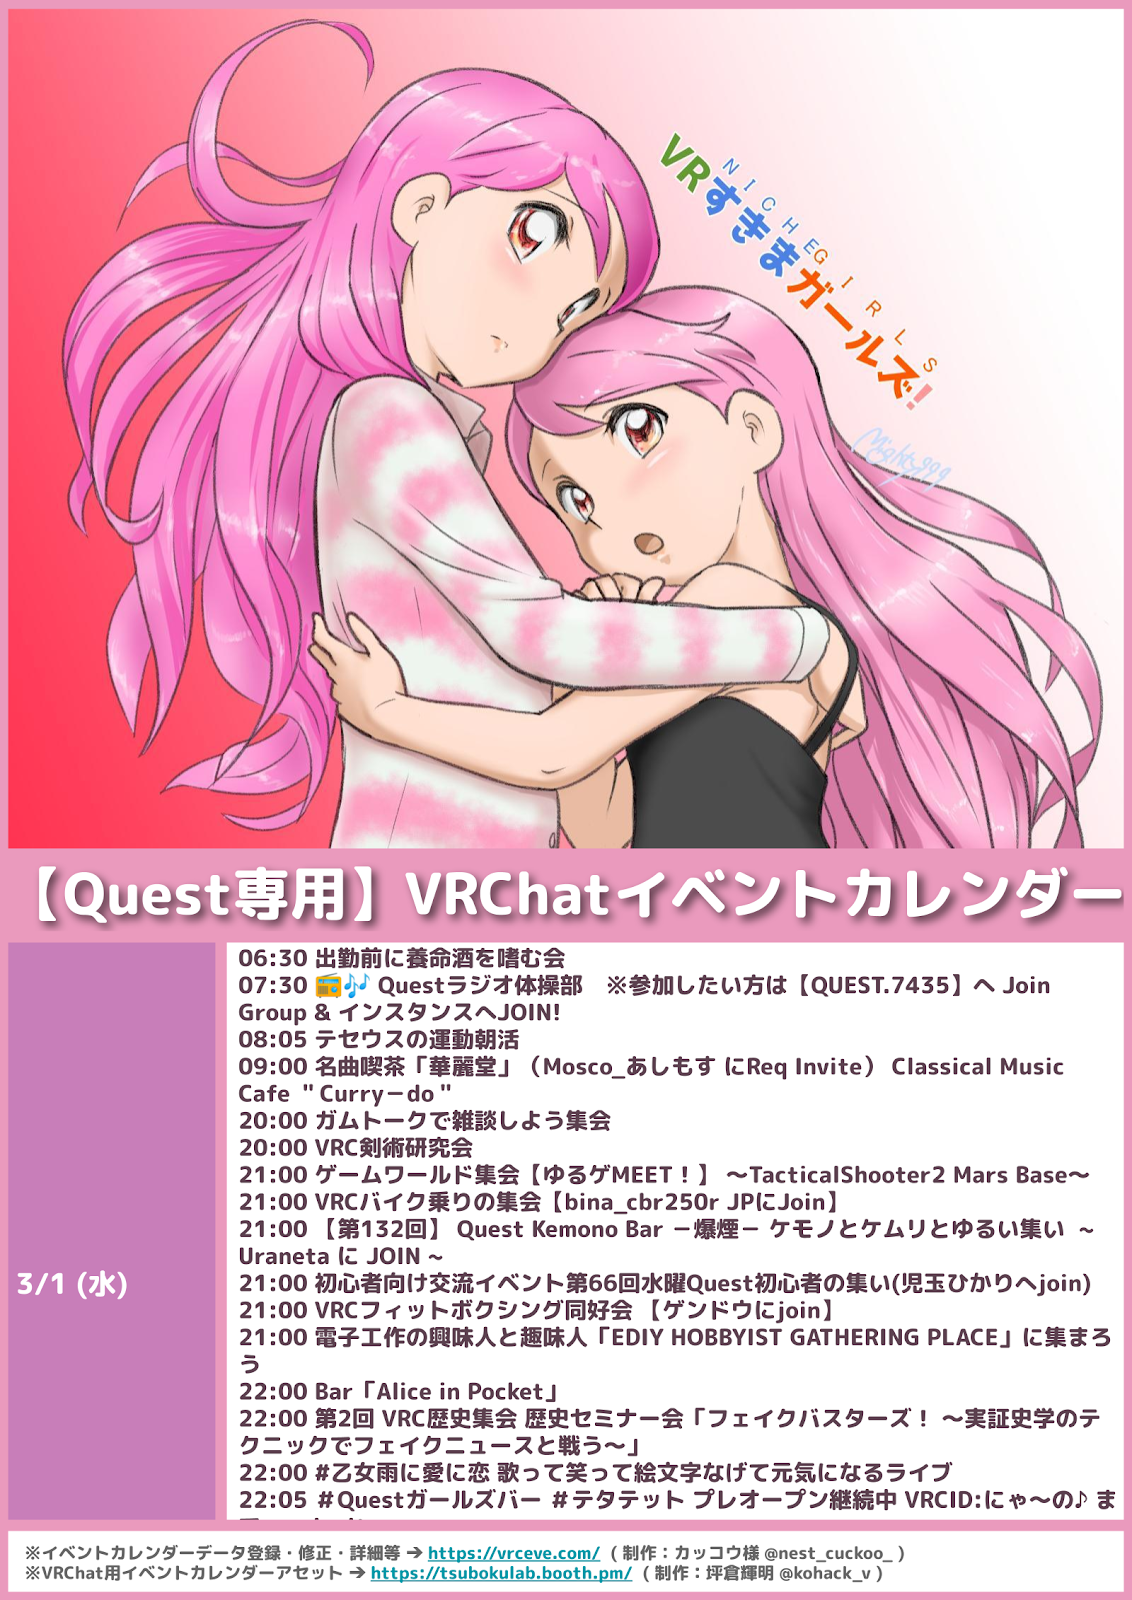 NICHE GIRLS
VRすきまガールズ!
Mighty999
【Quest専用】VRChatイベントカレンダー
3/1 (水)
06:30 出勤前に養命酒を嗜む会
07:30 📻🎶 Questラジオ体操部　※参加したい方は【QUEST.7435】へ Join
Group & インスタンスへJOIN!
08:05 テセウスの運動朝活
09:00 名曲喫茶「華麗堂」（Mosco_あしもす にReq Invite） Classical Music
Cafe ＂Curry－do＂
20:00 ガムトークで雑談しよう集会
20:00 VRC剣術研究会
21:00 ゲームワールド集会【ゆるゲMEET！】 〜TacticalShooter2 Mars Base〜
21:00 VRCバイク乗りの集会【bina_cbr250r JPにJoin】
21:00 【第132回】 Quest Kemono Bar －爆煙－ ケモノとケムリとゆるい集い ～
Uraneta に JOIN ~
21:00 初心者向け交流イベント第66回水曜Quest初心者の集い(児玉ひかりへjoin)
21:00 VRCフィットボクシング同好会 【ゲンドウにjoin】
21:00 電子工作の興味人と趣味人「EDIY HOBBYIST GATHERING PLACE」に集まろ
う
22:00 Bar「Alice in Pocket」
22:00 第2回 VRC歴史集会 歴史セミナー会「フェイクバスターズ！ 〜実証史学のテ
クニックでフェイクニュースと戦う〜」
22:00 #乙女雨に愛に恋 歌って笑って絵文字なげて元気になるライブ
22:05 ＃Questガールズバー ＃テタテット プレオープン継続中 VRCID:にゃ〜の♪ ま
※イベントカレンダーデータ登録・修正・詳細等 ➔ https://vrceve.com/ ( 制作：カッコウ様 @nest_cuckoo_ )
※VRChat用イベントカレンダーアセット ➔ https://tsubokulab.booth.pm/ ( 制作：坪倉輝明 @kohack_v )